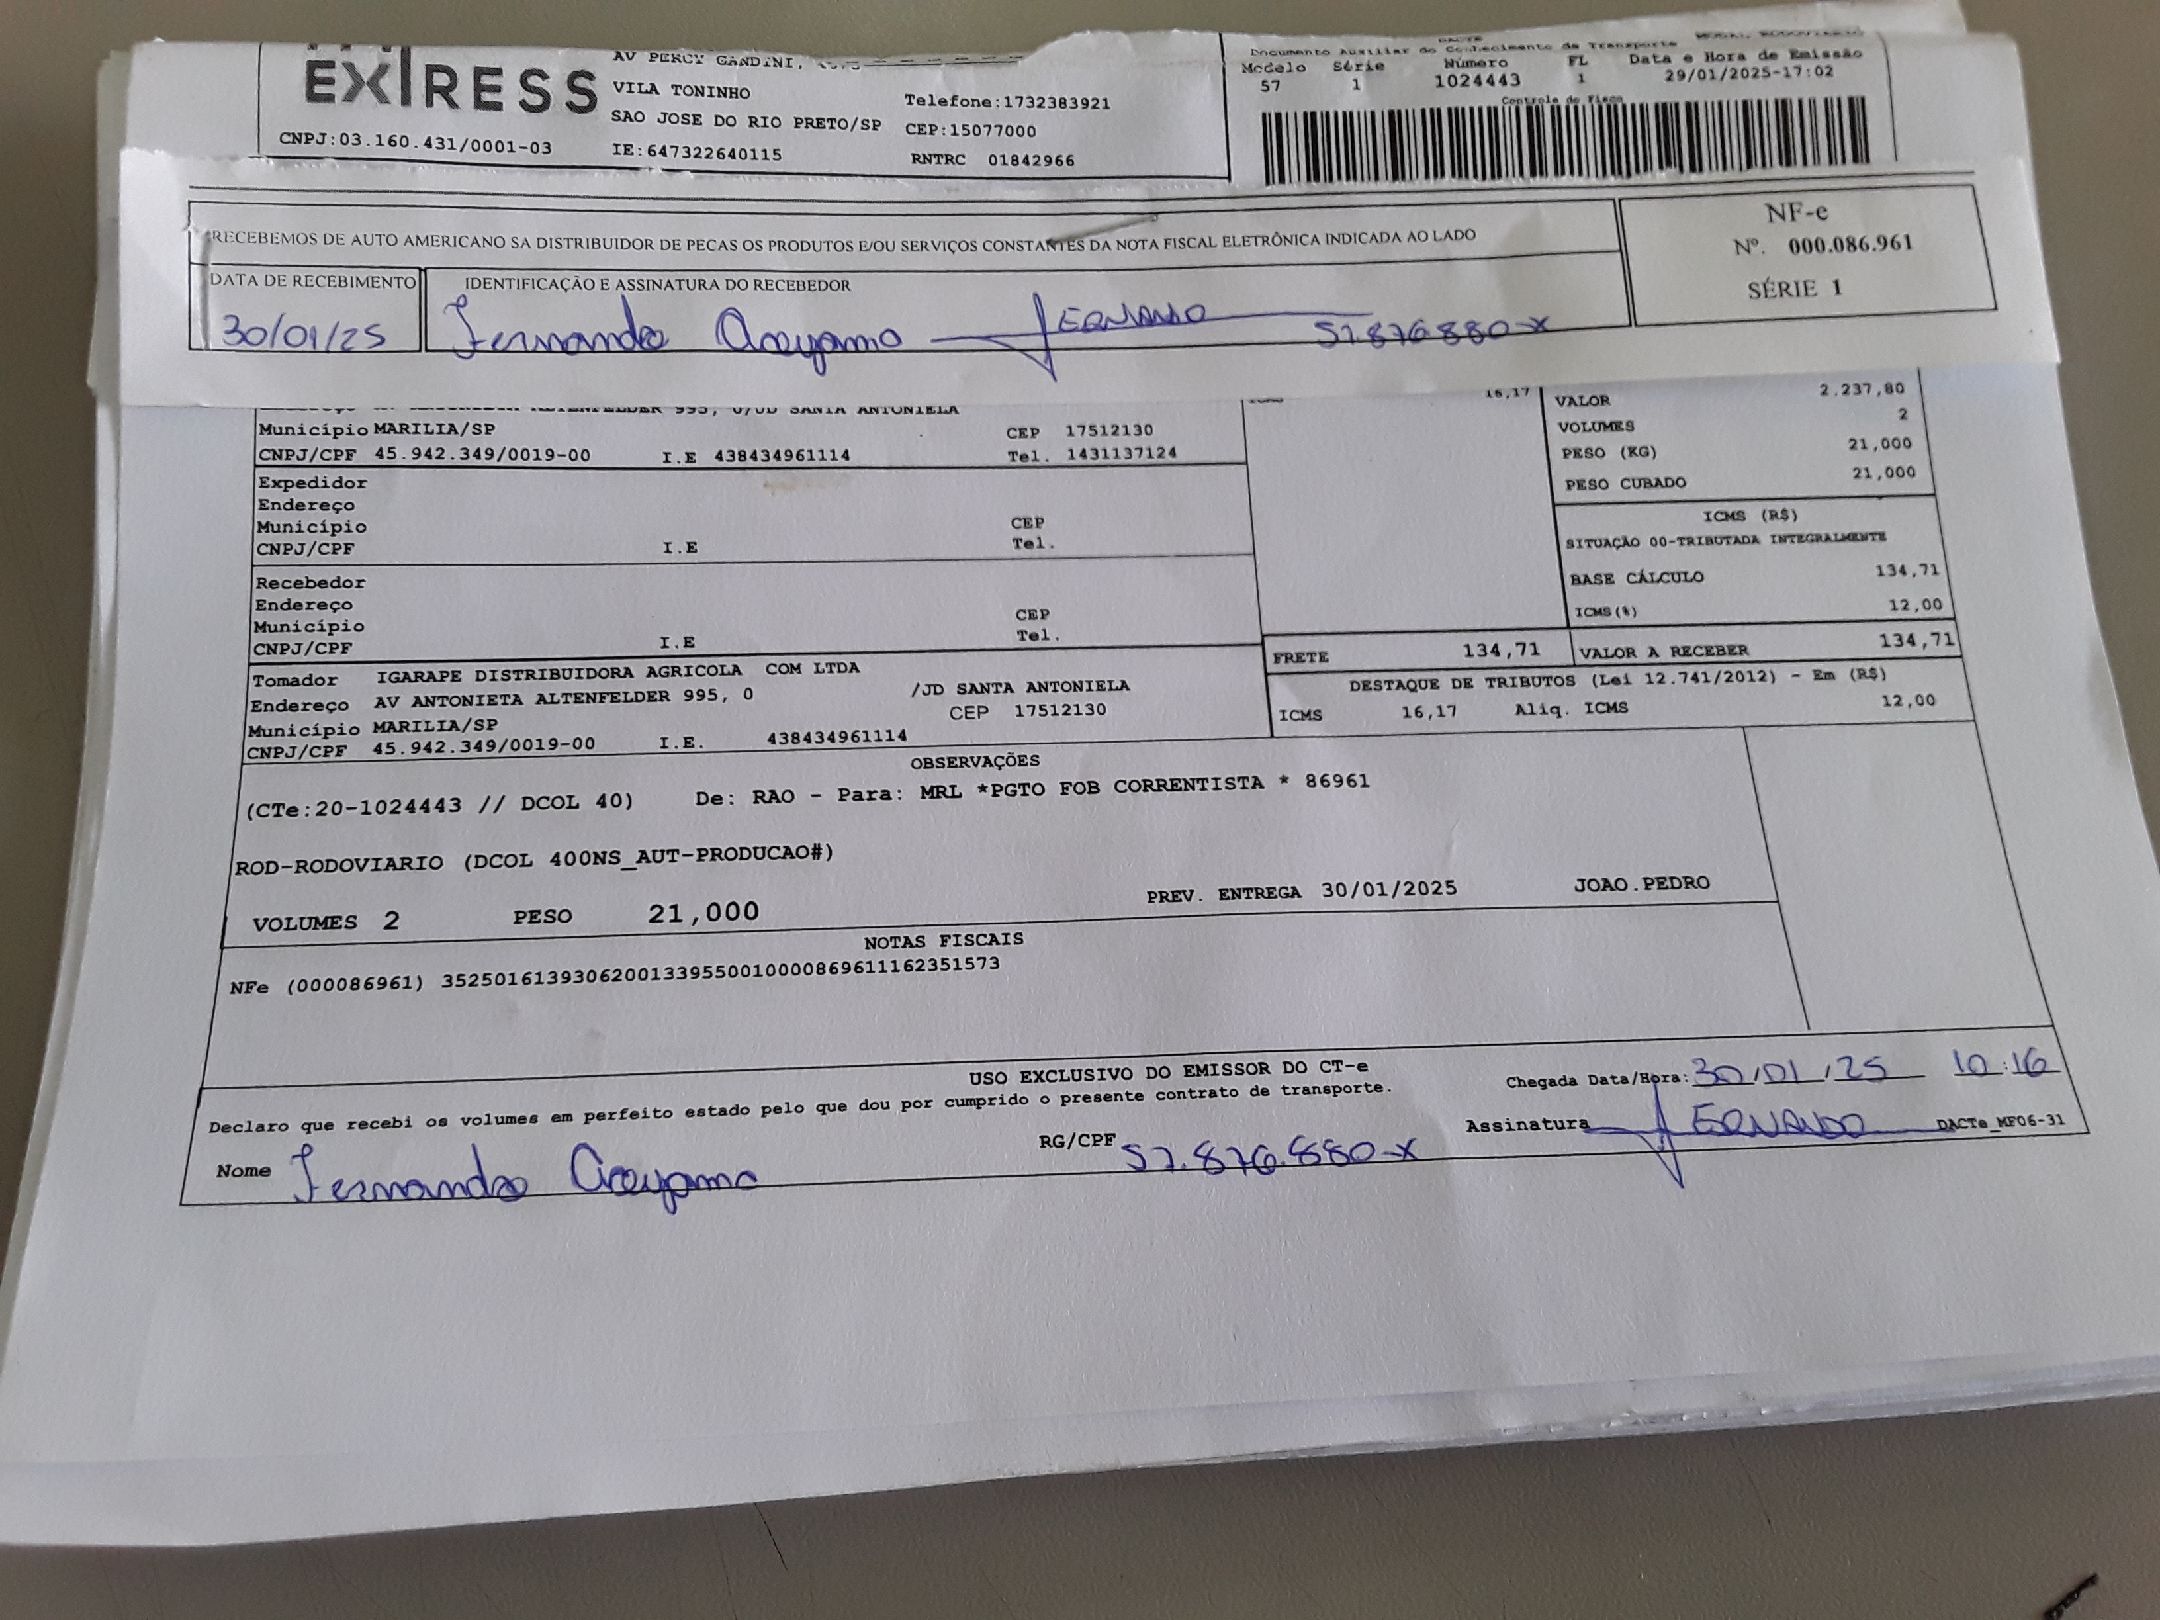 EXPRESS
AV PERCY GANDINI,
VILA TONINHO
SAO JOSE DO RIO PRETO/SP
Telefone:1732383921
CEP:15077000
CNPJ:03.160.431/0001-03
IE:647322640115
RNTRC 01842966
Documento Auxiliar do Conhecimento de Transporte
Modelo Série Número FL Data e Hora de Emissão
57 1 1024443 1 29/01/2025-17:02
Controle do Fisco
RECEBEMOS DE AUTO AMERICANO SA DISTRIBUIDOR DE PECAS OS PRODUTOS E/OU SERVIÇOS CONSTANTES DA NOTA FISCAL ELETRÔNICA INDICADA AO LADO
NF-e
Nº. 000.086.961
SÉRIE 1
DATA DE RECEBIMENTO
30/01/25
IDENTIFICAÇÃO E ASSINATURA DO RECEBEDOR
Fernando FERNANDO 57.876.880-X
995, 0/JD SANTA ANTONIELA
Município MARILIA/SP CEP 17512130
CNPJ/CPF 45.942.349/0019-00 I.E 438434961114 Tel. 1431137124
16,17
VALOR 2.237,80
VOLUMES 2
PESO (KG) 21,000
PESO CUBADO 21,000
Expedidor
Endereço
Município CEP
CNPJ/CPF I.E Tel.
ICMS (R$)
SITUAÇÃO 00-TRIBUTADA INTEGRALMENTE
BASE CÁLCULO 134,71
ICMS(%) 12,00
Recebedor
Endereço
Município CEP
CNPJ/CPF I.E Tel.
FRETE 134,71 VALOR A RECEBER 134,71
Tomador IGARAPE DISTRIBUIDORA AGRICOLA COM LTDA
Endereço AV ANTONIETA ALTENFELDER 995, 0 /JD SANTA ANTONIELA
Município MARILIA/SP CEP 17512130
CNPJ/CPF 45.942.349/0019-00 I.E. 438434961114
DESTAQUE DE TRIBUTOS (Lei 12.741/2012) - Em (R$)
ICMS 16,17 Aliq. ICMS 12,00
OBSERVAÇÕES
(CTe:20-1024443 // DCOL 40) De: RAO - Para: MRL *PGTO FOB CORRENTISTA * 86961
ROD-RODOVIARIO (DCOL 400NS_AUT-PRODUCAO#)
VOLUMES 2 PESO 21,000 PREV. ENTREGA 30/01/2025 JOAO.PEDRO
NOTAS FISCAIS
NFe (000086961) 35250161393062001339550010000869611162351573
USO EXCLUSIVO DO EMISSOR DO CT-e
Declaro que recebi os volumes em perfeito estado pelo que dou por cumprido o presente contrato de transporte.
Chegada Data/Hora: 30/01/25 10:16
Nome Fernando RG/CPF 57.876.880-X Assinatura FERNANDO DACTe_MF06-31